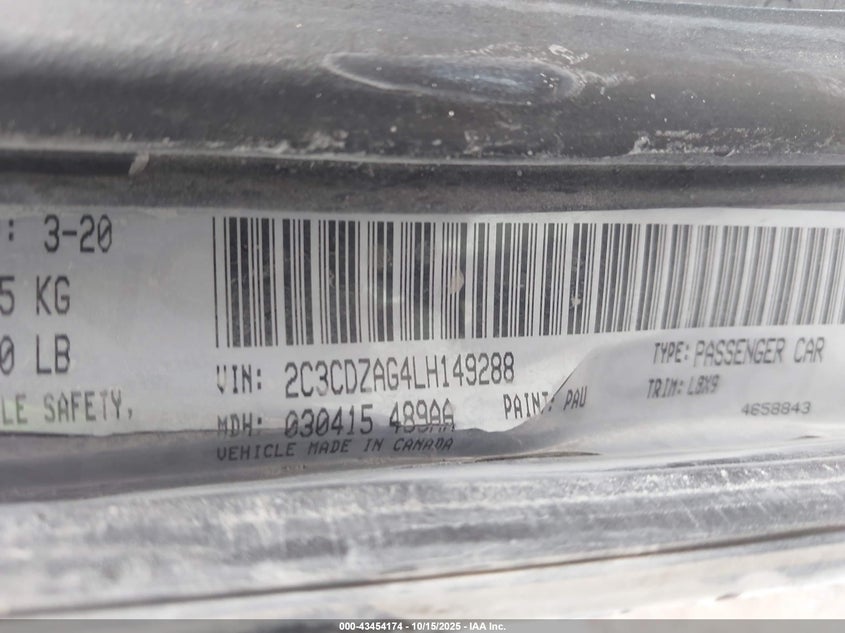 : 3-20
5 KG
0 LB
LE SAFETY,
VIN: 2C3CDZAG4LH149288
TYPE: PASSENGER CAR
MDH: 030415 489AA
PAINT: PAU
TRIM: LBX9
VEHICLE MADE IN CANADA
4658843
000-43454174 | 10/15/2025 - IAA Inc.